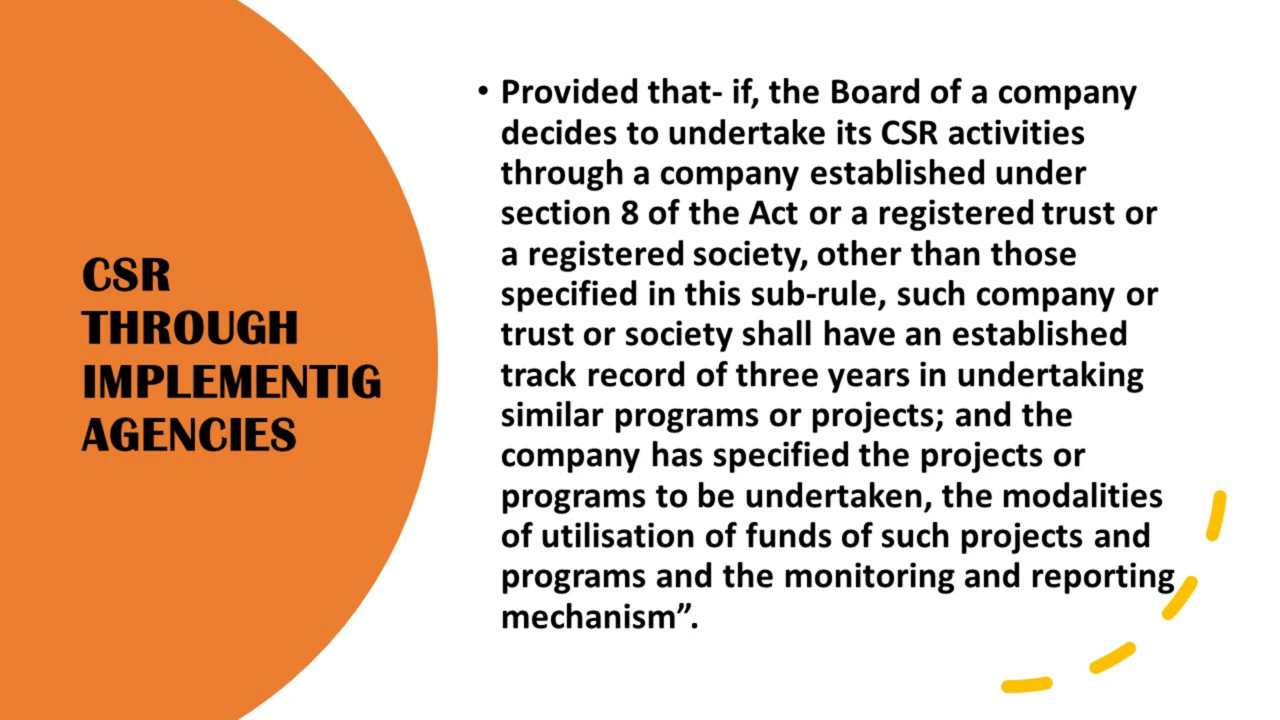 CSR
THROUGH
IMPLEMENTIG
AGENCIES
• Provided that- if, the Board of a company
decides to undertake its CSR activities
through a company established under
section 8 of the Act or a registered trust or
a registered society, other than those
specified in this sub-rule, such company or
trust or society shall have an established
track record of three years in undertaking
similar programs or projects; and the
company has specified the projects or
programs to be undertaken, the modalities
of utilisation of funds of such projects and
programs and the monitoring and reporting
mechanism”.